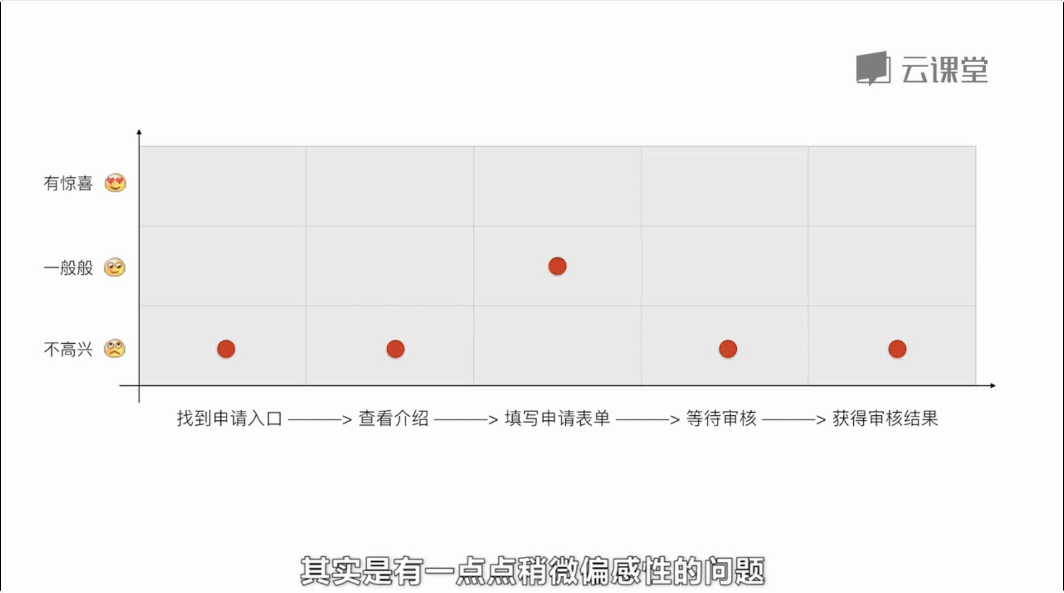 云课堂
有惊喜
一般般
不高兴
找到申请入口 ———> 查看介绍 ———> 填写申请表单 ———> 等待审核 ———> 获得审核结果
其实是有一点点稍微偏感性的问题